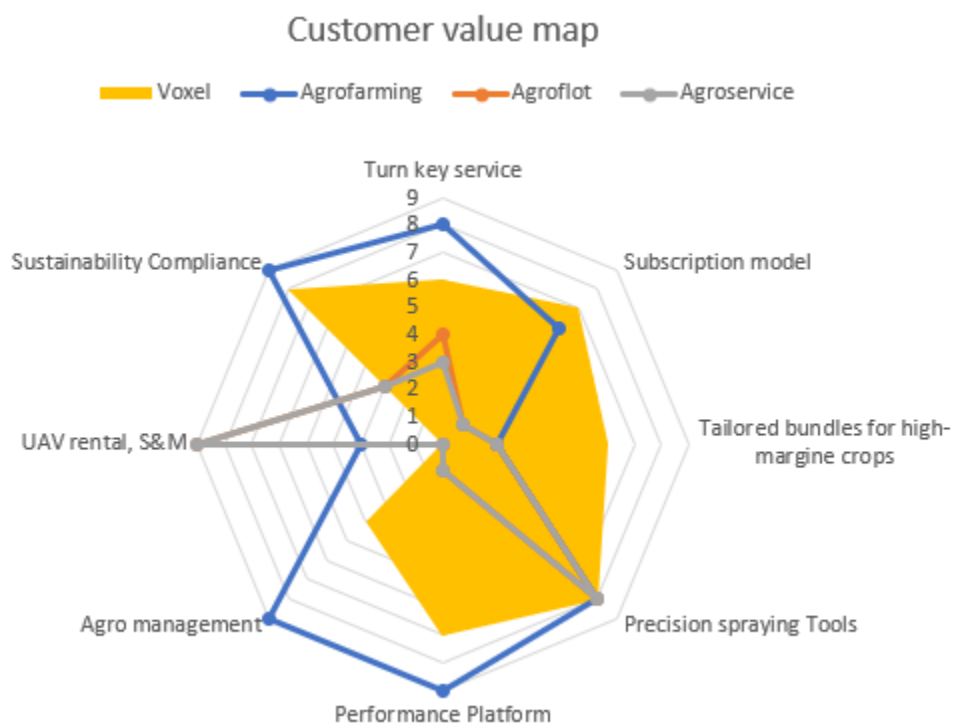 Customer value map
Voxel Agrofarming Agroflot Agroservice
Turn key service
9
8
7
6
5
4
3
2
1
0
Sustainability Compliance
Subscription model
UAV rental, S&M
Tailored bundles for high-
margine crops
Agro management
Precision spraying Tools
Performance Platform